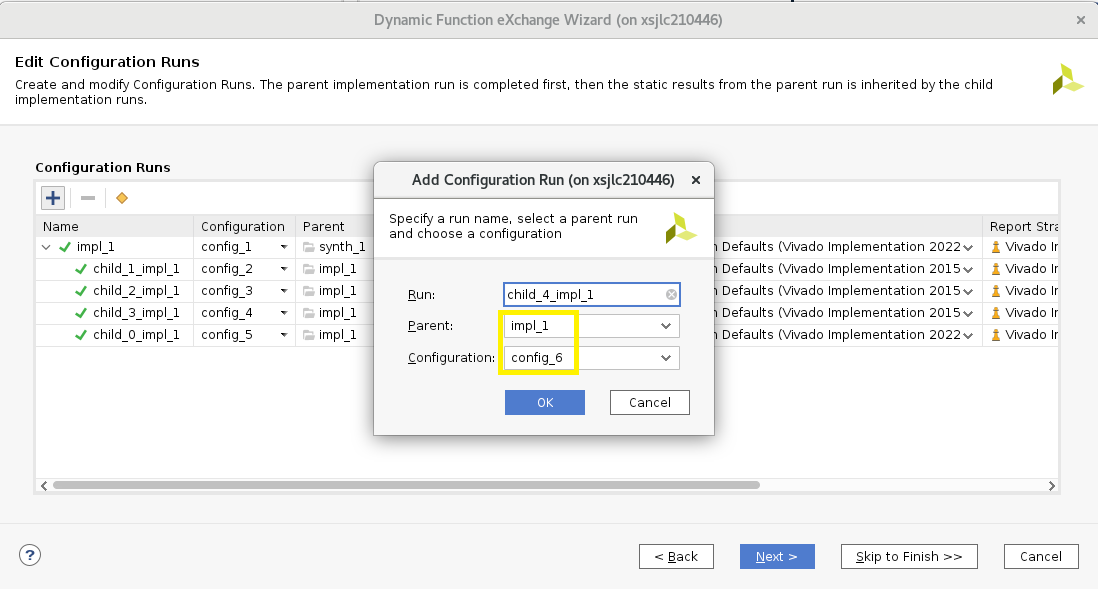 Dynamic Function eXchange Wizard (on xsjlc210446)
Edit Configuration Runs
Create and modify Configuration Runs. The parent implementation run is completed first, then the static results from the parent run is inherited by the child
implementation runs.
Configuration Runs
Name Configuration Parent Report Stra
impl_1 config_1 synth_1 Defaults (Vivado Implementation 2022 Vivado Ir
child_1_impl_1 config_2 impl_1 Defaults (Vivado Implementation 2015 Vivado Ir
child_2_impl_1 config_3 impl_1 Defaults (Vivado Implementation 2015 Vivado Ir
child_3_impl_1 config_4 impl_1 Defaults (Vivado Implementation 2015 Vivado Ir
child_0_impl_1 config_5 impl_1 Defaults (Vivado Implementation 2022 Vivado Ir
Add Configuration Run (on xsjlc210446)
Specify a run name, select a parent run
and choose a configuration
Run: child_4_impl_1
Parent: impl_1
Configuration: config_6
OK Cancel
? < Back Next > Skip to Finish >> Cancel